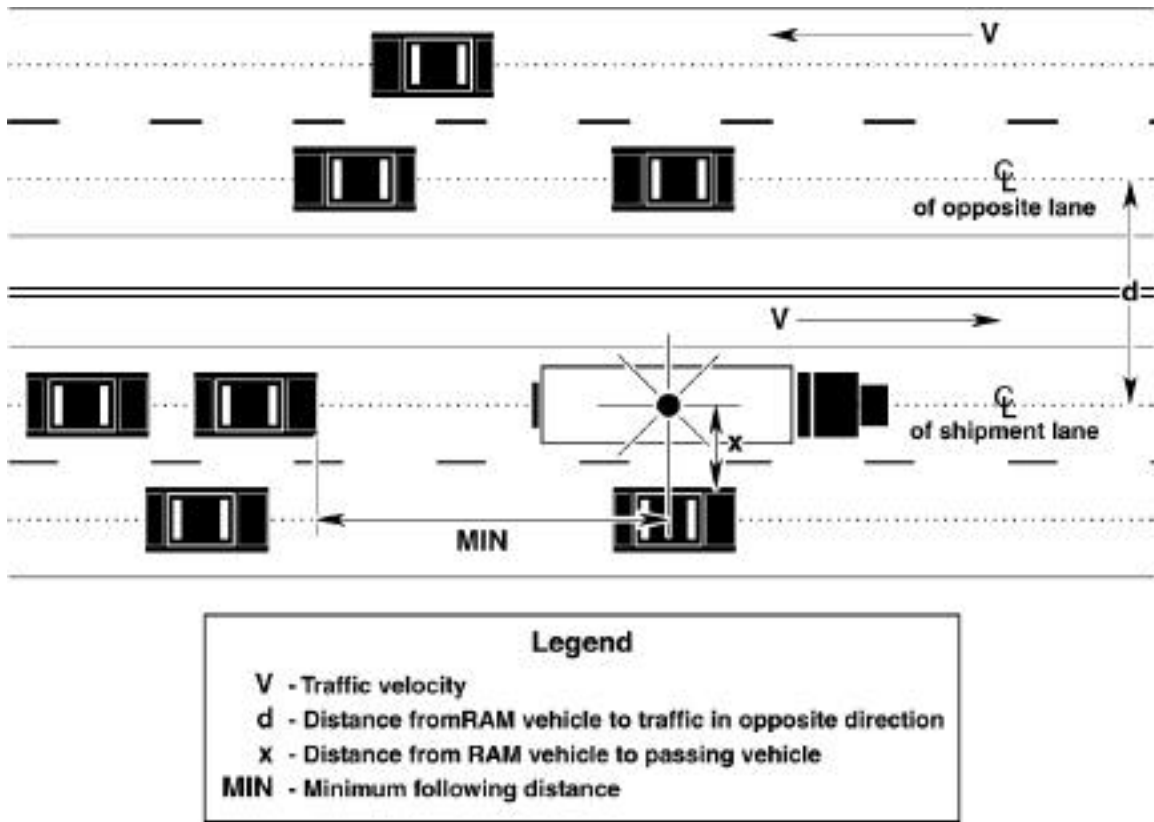 V
℄
of opposite lane
d
V
℄
of shipment lane
x
MIN
Legend
V - Traffic velocity
d - Distance fromRAM vehicle to traffic in opposite direction
x - Distance from RAM vehicle to passing vehicle
MIN - Minimum following distance